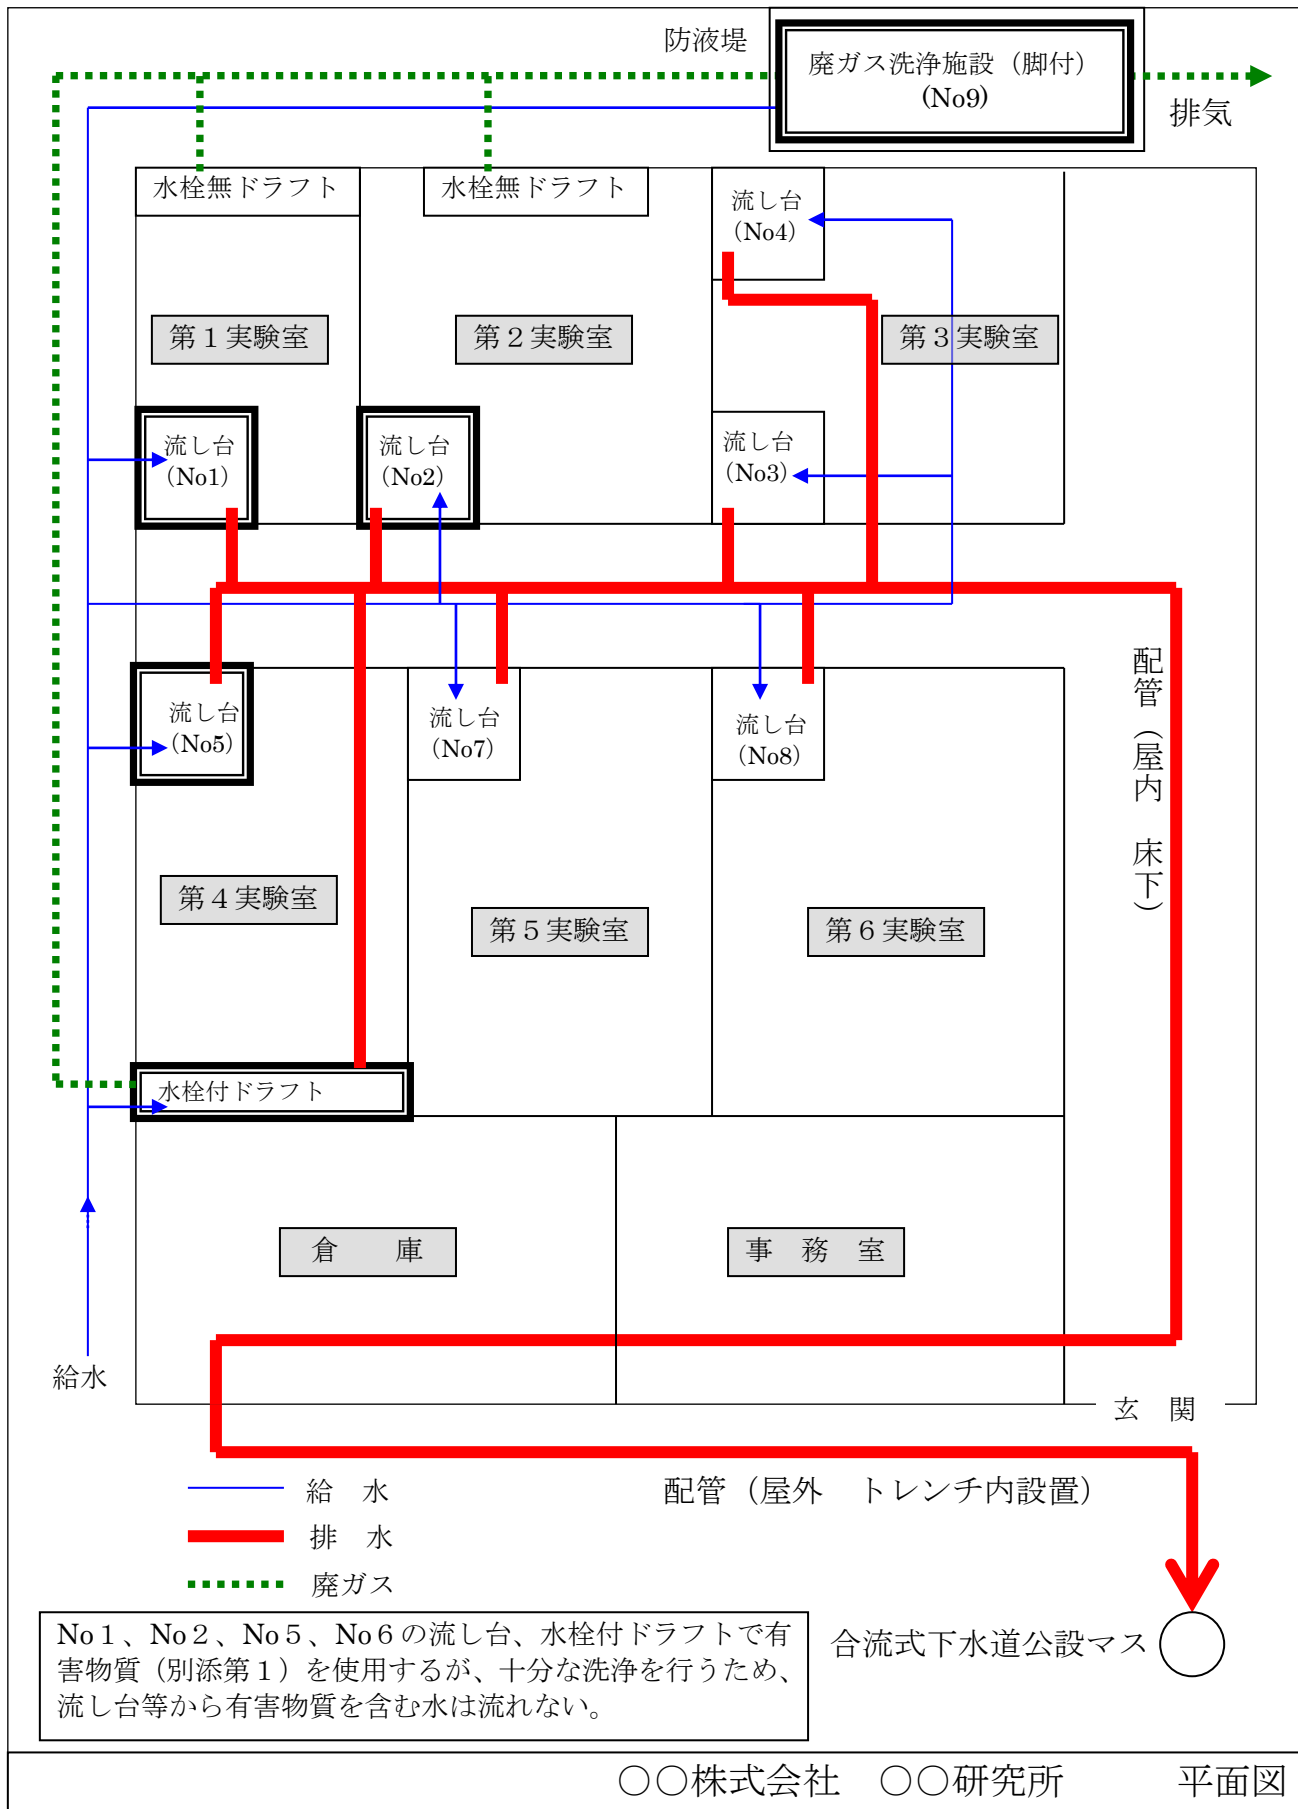 防液堤
廃ガス洗浄施設（脚付）
(No9)
排気
水栓無ドラフト
水栓無ドラフト
流し台
（No4）
第１実験室
第２実験室
第３実験室
流し台
（No1）
流し台
（No2）
流し台
（No3）
流し台
（No5）
流し台
（No7）
流し台
（No8）
配管（屋内　床下）
第４実験室
第５実験室
第６実験室
水栓付ドラフト
倉　庫
事　務　室
給水
玄　関
給　水
排　水
廃ガス
配管（屋外　トレンチ内設置）
No１、No２、No５、No６の流し台、水栓付ドラフトで有
害物質（別添第１）を使用するが、十分な洗浄を行うため、
流し台等から有害物質を含む水は流れない。
合流式下水道公設マス
○○株式会社　○○研究所　平面図